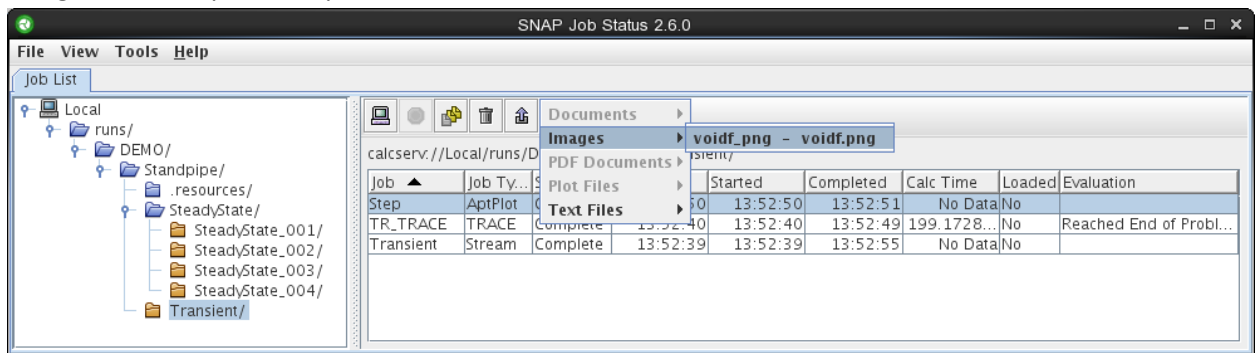 SNAP Job Status 2.6.0
File View Tools Help
Job List
Local
runs/
DEMO/
Standpipe/
.resources/
SteadyState/
SteadyState_001/
SteadyState_002/
SteadyState_003/
SteadyState_004/
Transient/
Documents
Images
PDF Documents
Plot Files
Text Files
voidf_png - voidf.png
calcserv://Local/runs/D
Job Job Ty... Started Completed Calc Time Loaded Evaluation
Step AptPlot 13:52:50 13:52:51 No Data No
TR_TRACE TRACE Complete 13:52:40 13:52:40 13:52:49 199.1728... No Reached End of Probl...
Transient Stream Complete 13:52:39 13:52:39 13:52:55 No Data No